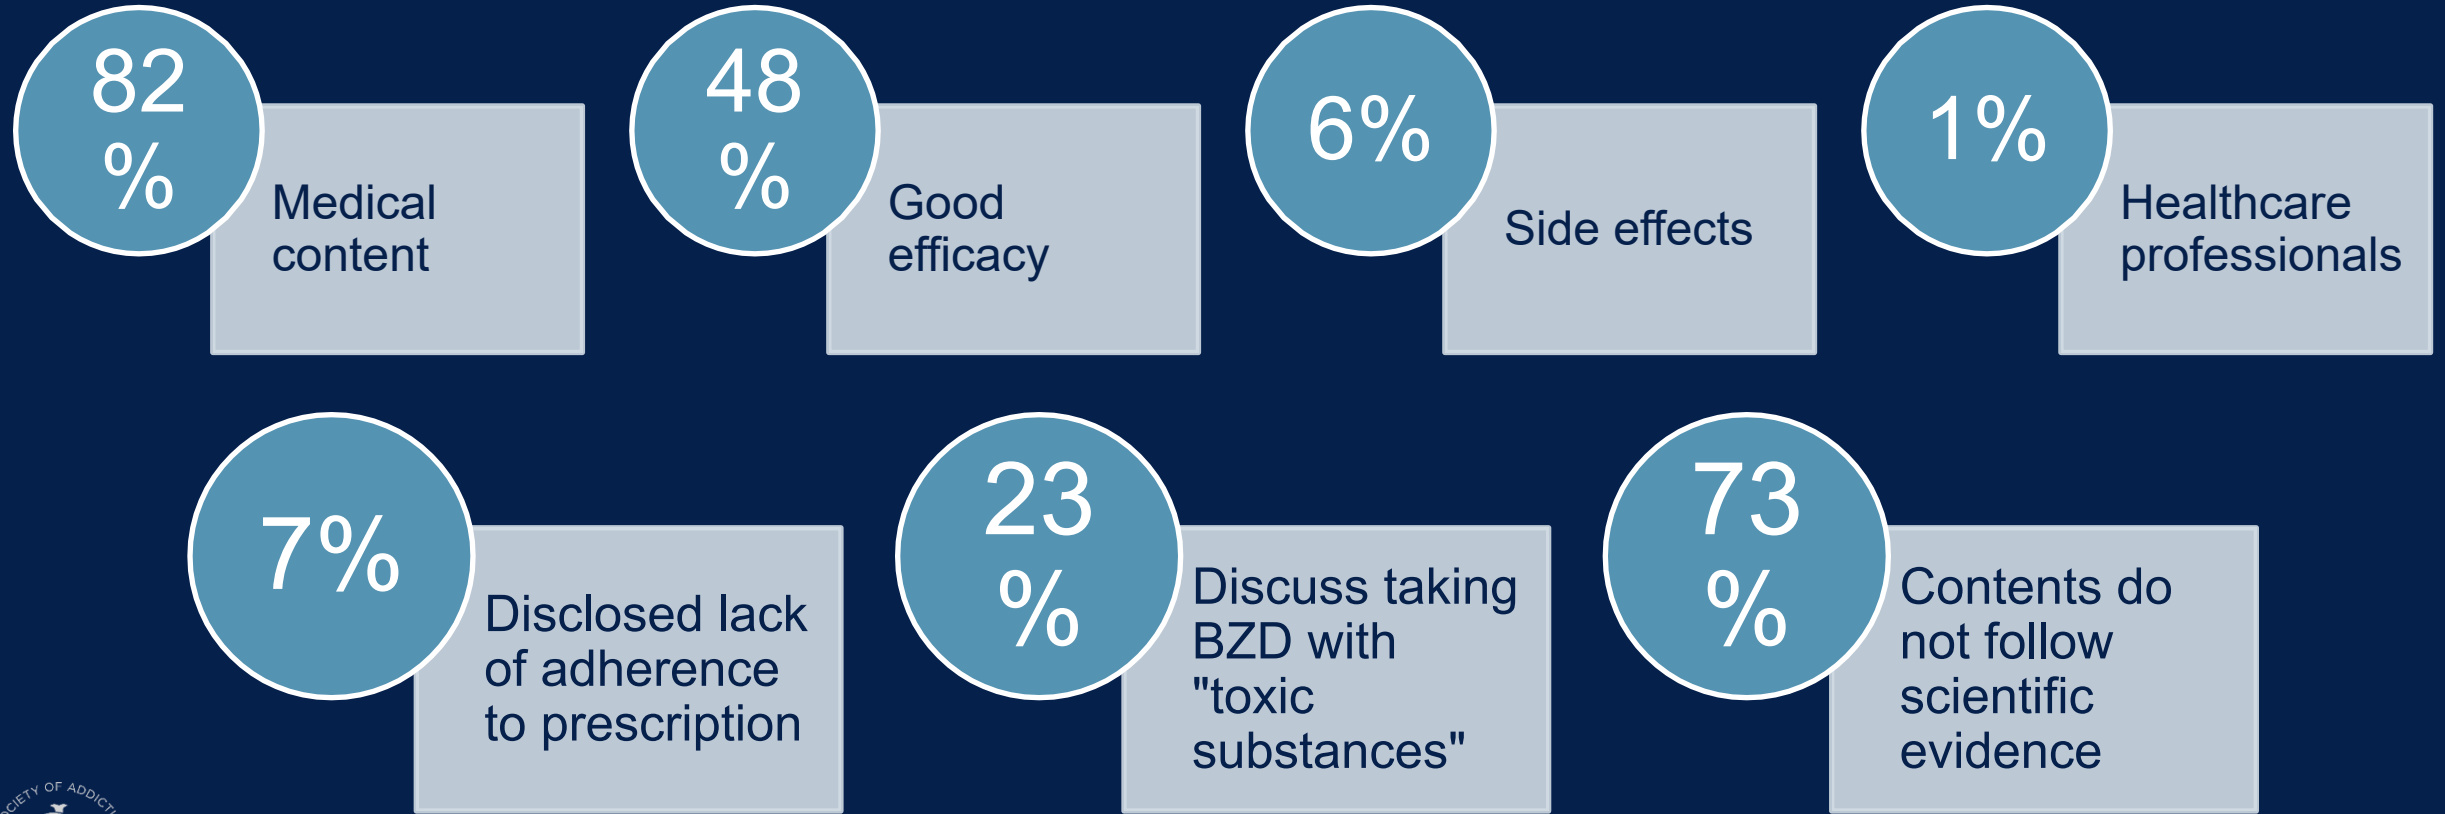 82
%
Medical
content
48
%
Good
efficacy
6%
Side effects
1%
Healthcare
professionals
7%
Disclosed lack
of adherence
to prescription
23
%
Discuss taking
BZD with
"toxic
substances"
73
%
Contents do
not follow
scientific
evidence
OF